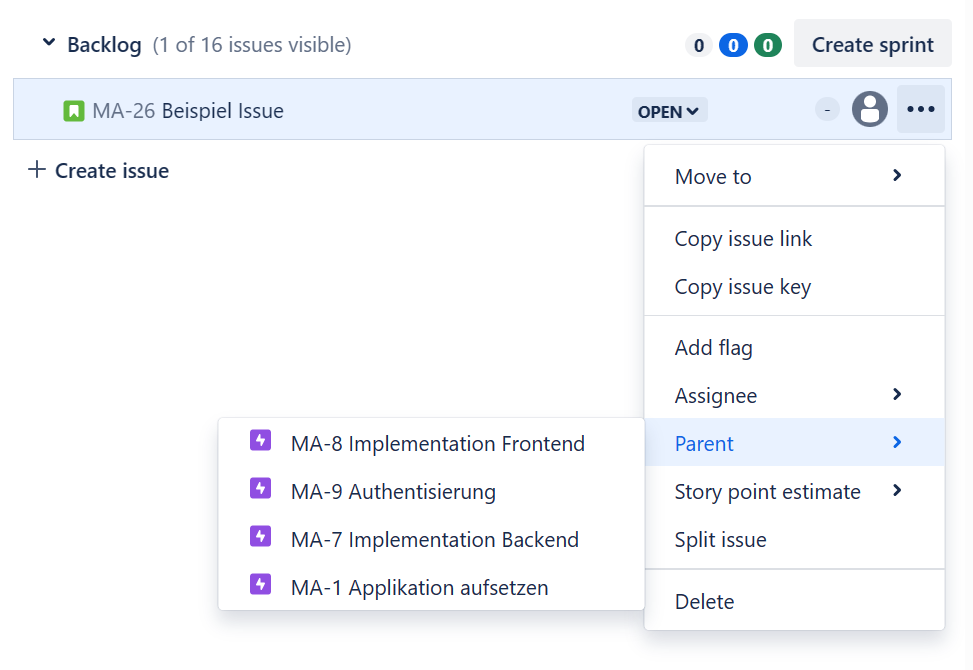 Backlog (1 of 16 issues visible) 0 0 0 Create sprint
MA-26 Beispiel Issue OPEN - •••
+ Create issue
Move to
Copy issue link
Copy issue key
Add flag
Assignee
Parent
Story point estimate
Split issue
Delete
MA-8 Implementation Frontend
MA-9 Authentisierung
MA-7 Implementation Backend
MA-1 Applikation aufsetzen